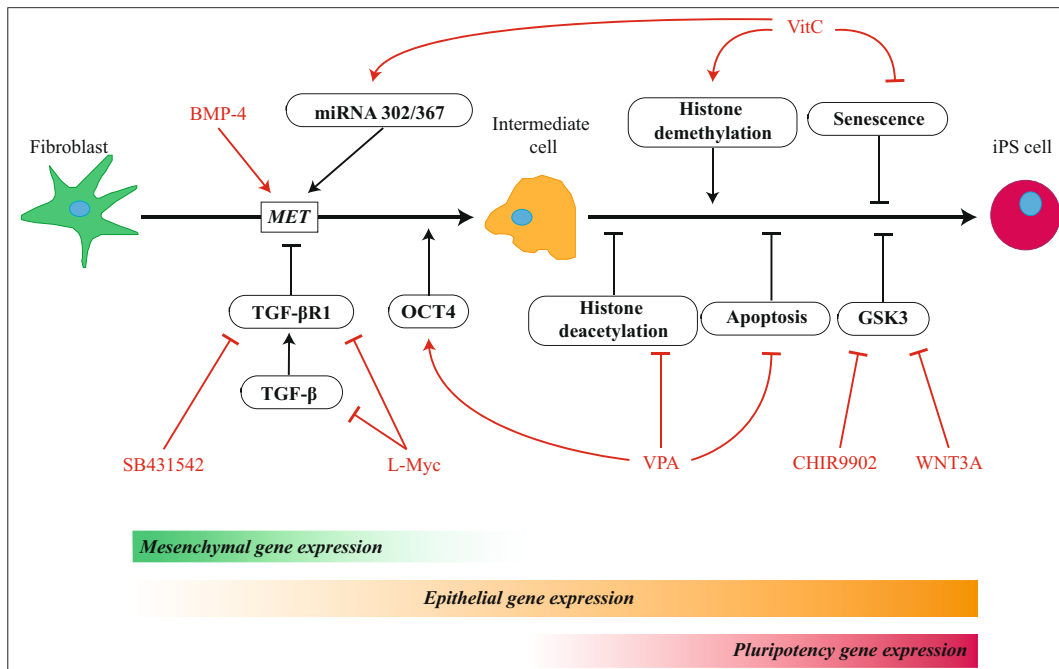 VitC
BMP-4
miRNA 302/367
Histone
demethylation
Senescence
Fibroblast
Intermediate
cell
iPS cell
MET
TGF-βR1
OCT4
Histone
deacetylation
Apoptosis
GSK3
TGF-β
SB431542
L-Myc
VPA
CHIR9902
WNT3A
Mesenchymal gene expression
Epithelial gene expression
Pluripotency gene expression